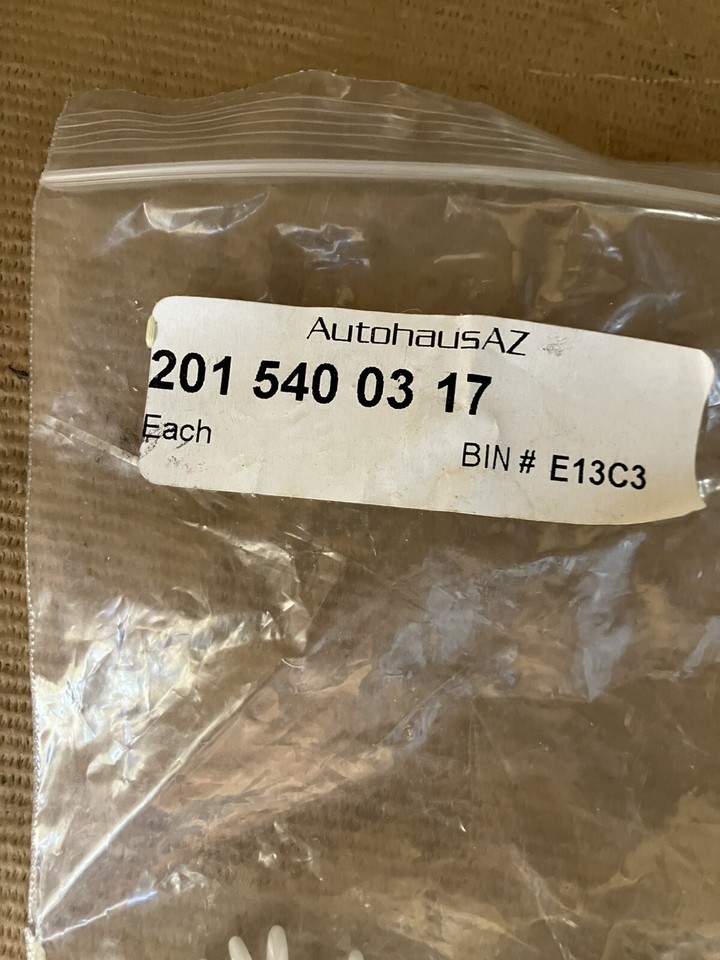 AutohausAZ
201 540 03 17
Each
BIN # E13C3